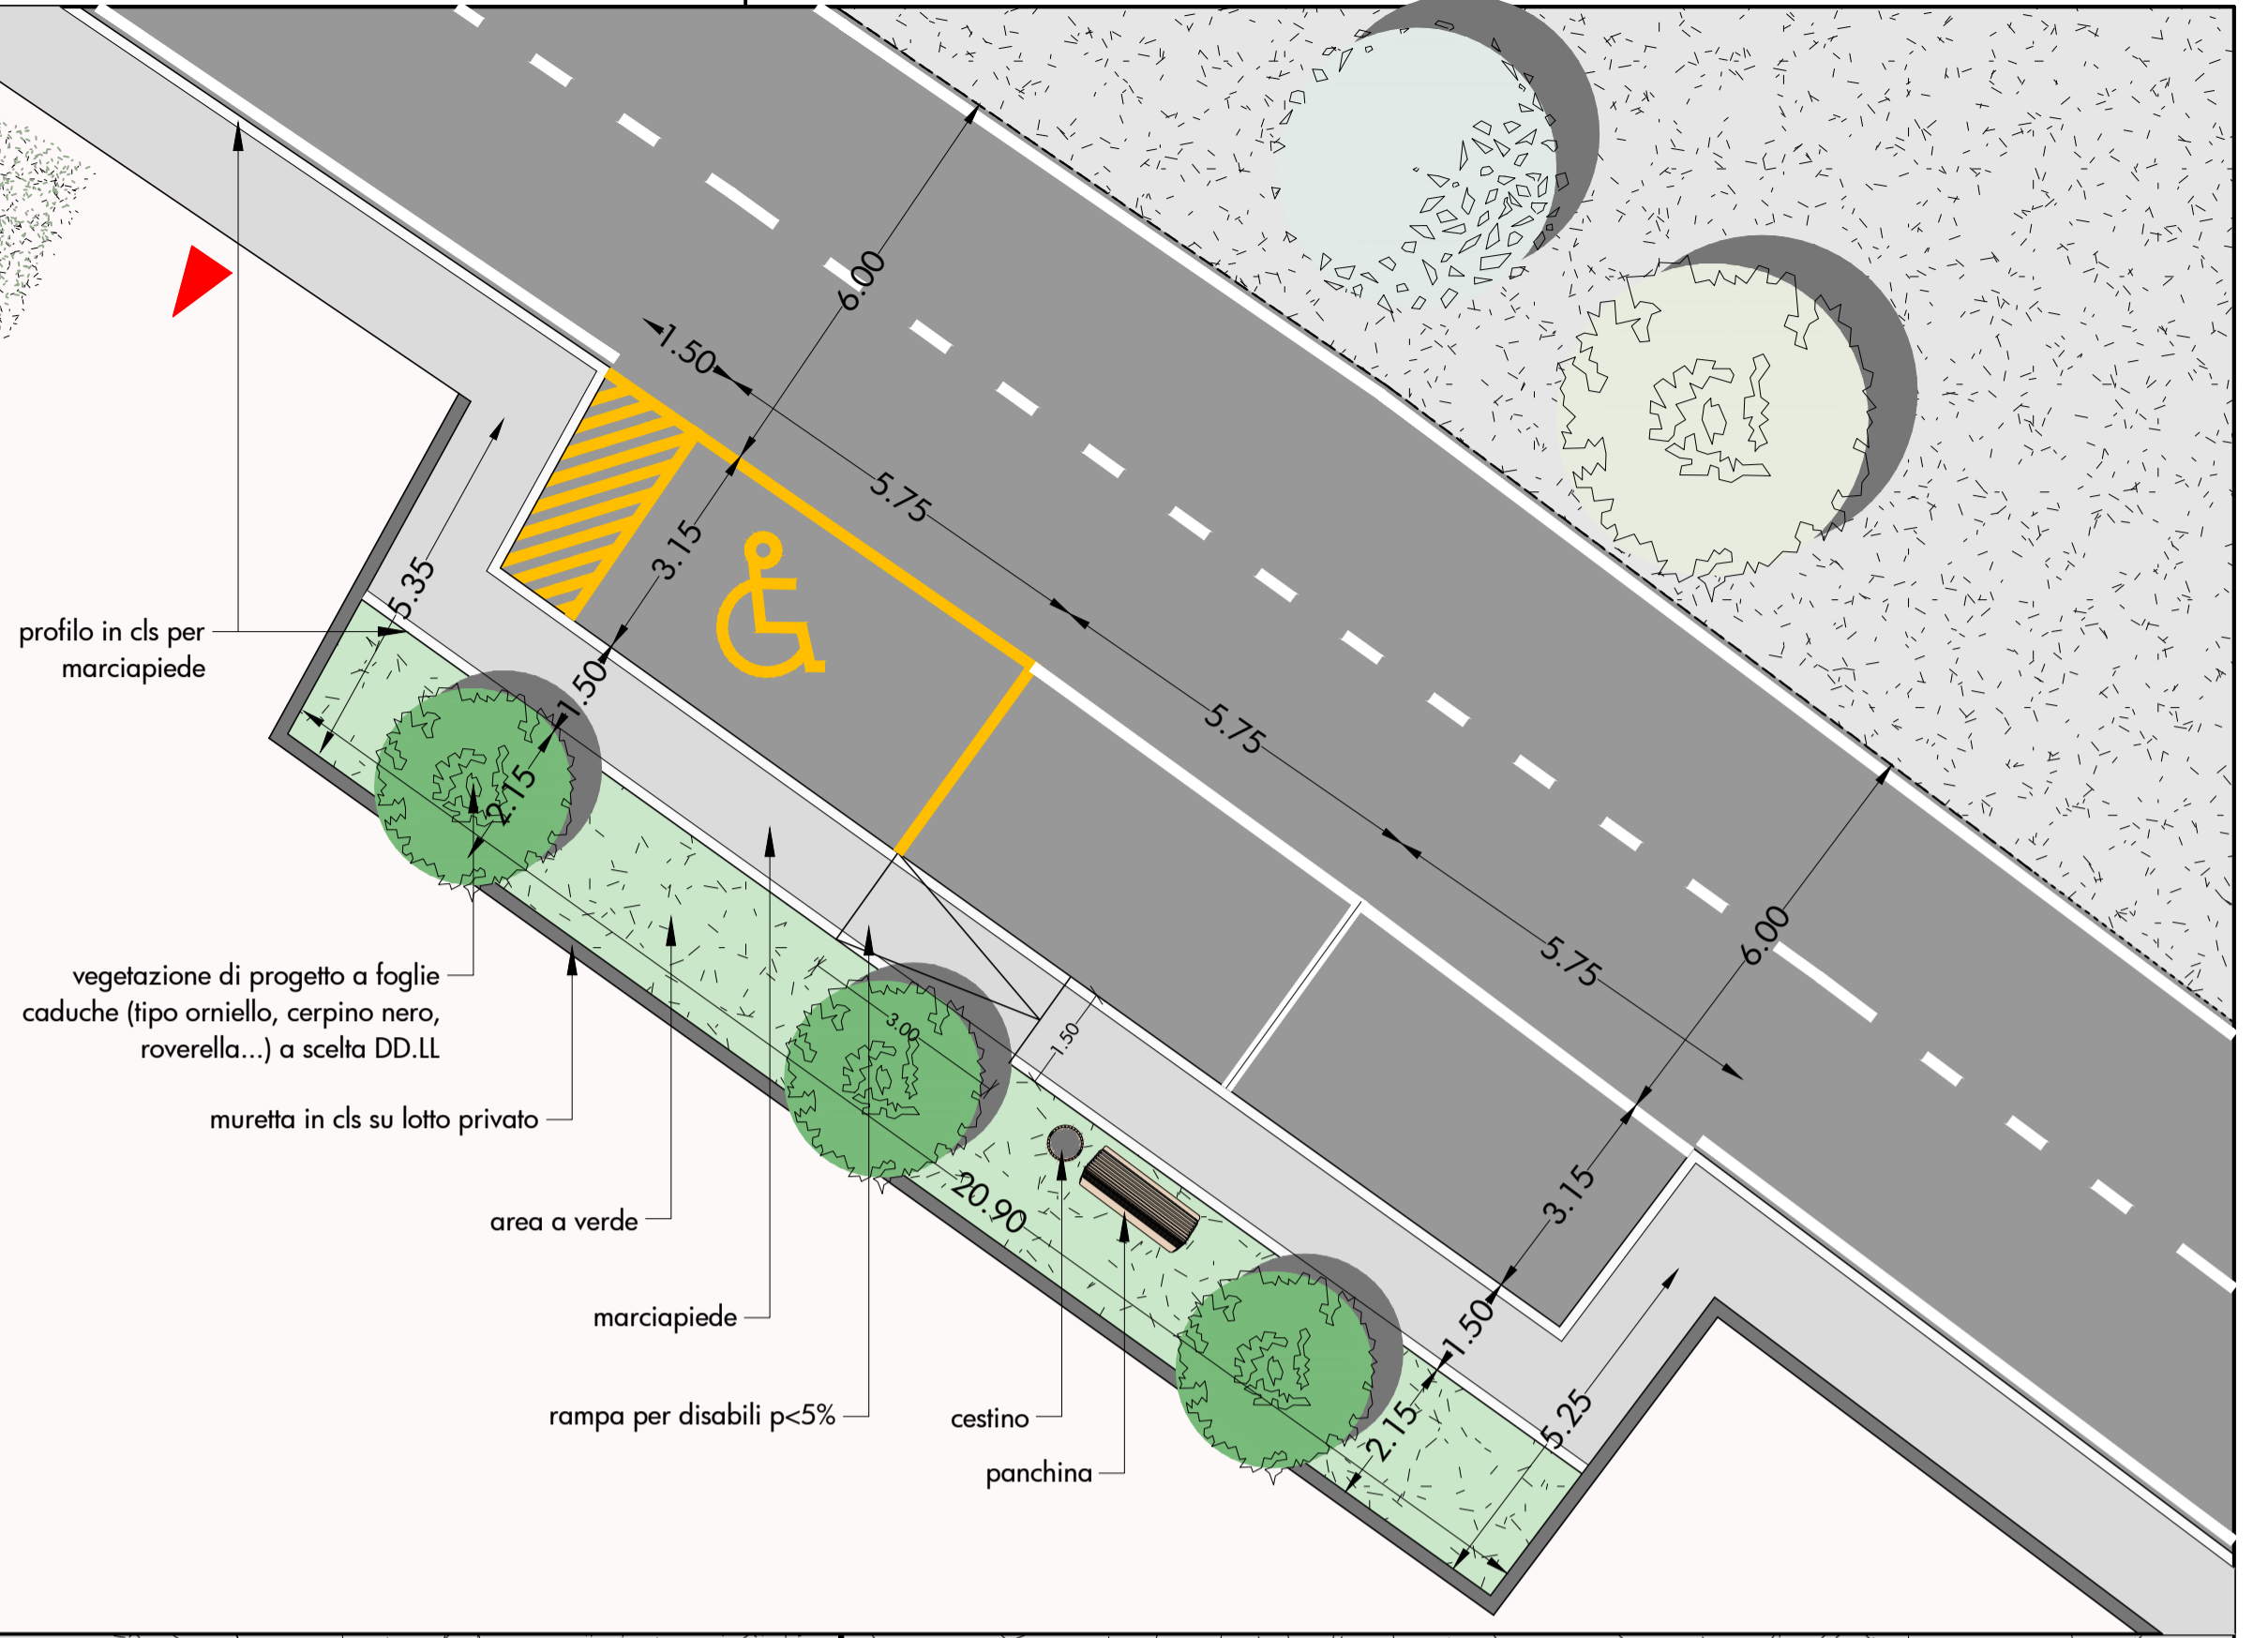 6.00
1.50
5.75
3.15
5.35
profilo in cls per
marciapiede
1.50
5.75
2.15
vegetazione di progetto a foglie
caduche (tipo orniello, cerpino nero,
roverella...) a scelta DD.LL
6.00
5.75
3.00
1.50
muretta in cls su lotto privato
20.90
3.15
area a verde
marciapiede
1.50
rampa per disabili p<5%
cestino
2.15
5.25
panchina